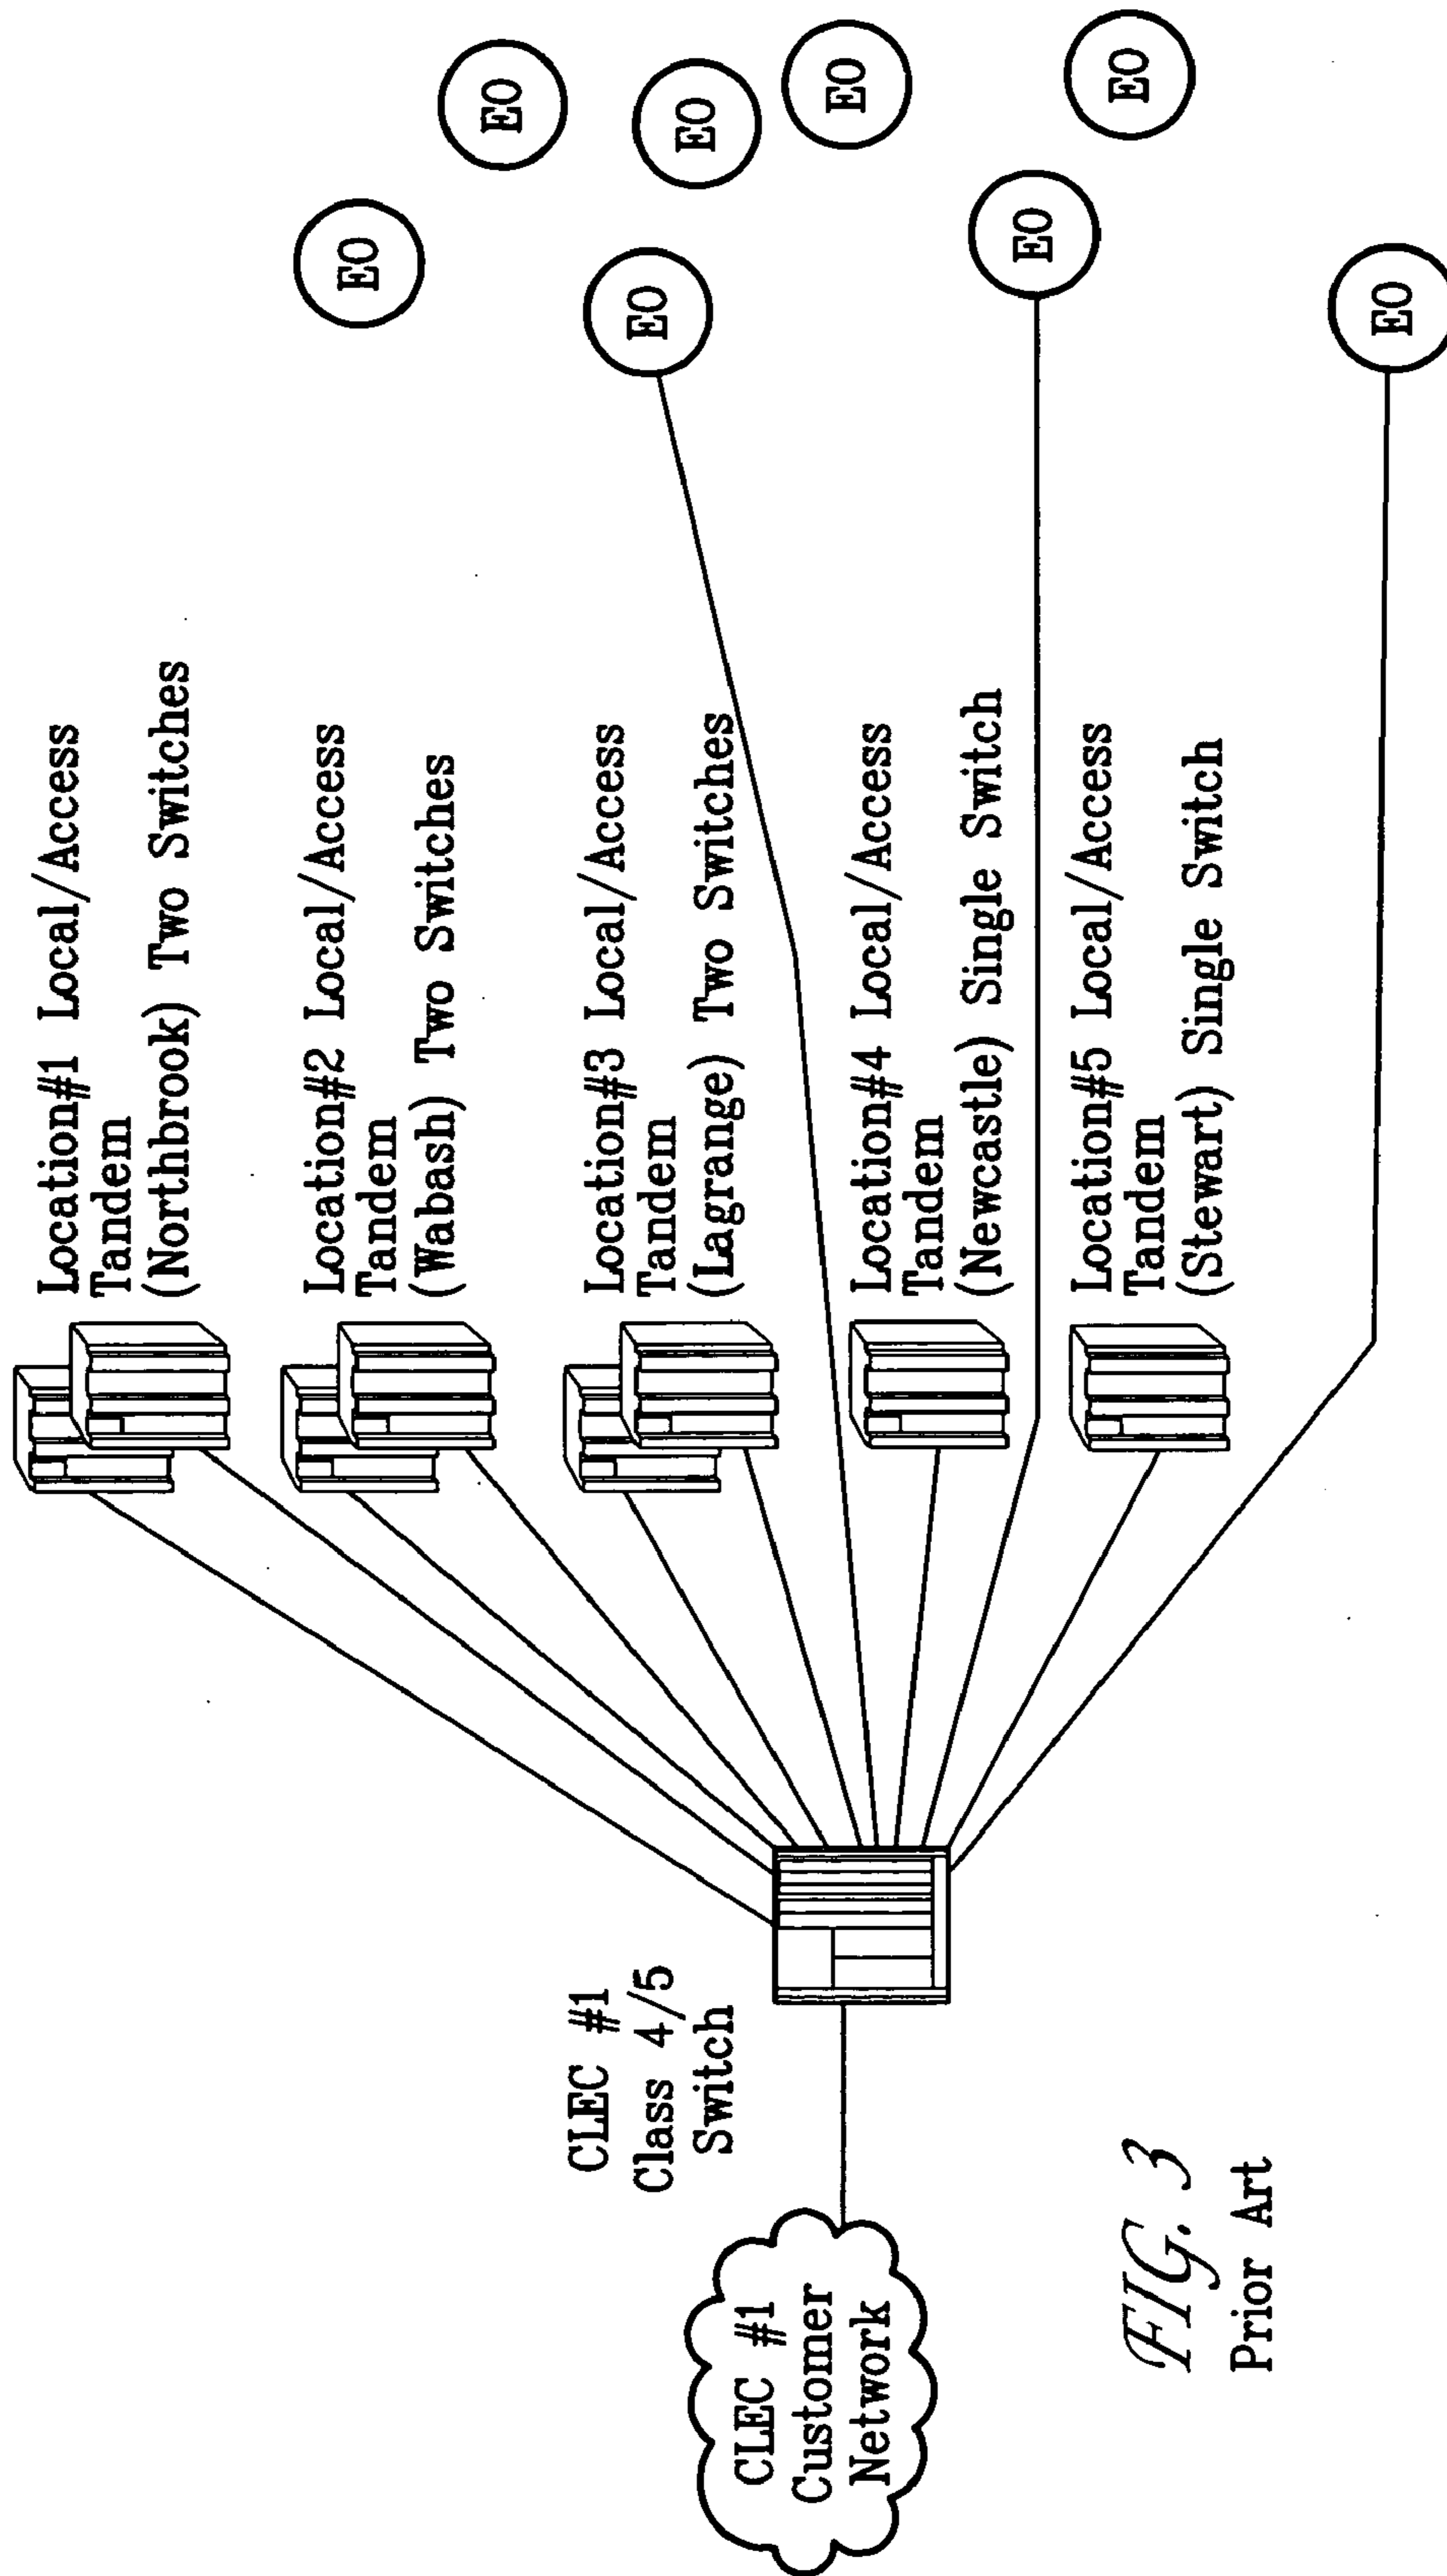 CLEC #1
Customer
Network
CLEC #1
Class 4/5
Switch
Location#1 Local/Access
Tandem
(Northbrook) Two Switches
Location#2 Local/Access
Tandem
(Wabash) Two Switches
Location#3 Local/Access
Tandem
(Lagrange) Two Switches
Location#4 Local/Access
Tandem
(Newcastle) Single Switch
Location#5 Local/Access
Tandem
(Stewart) Single Switch
EO
EO
EO
EO
EO
EO
EO
EO
FIG. 3
Prior Art